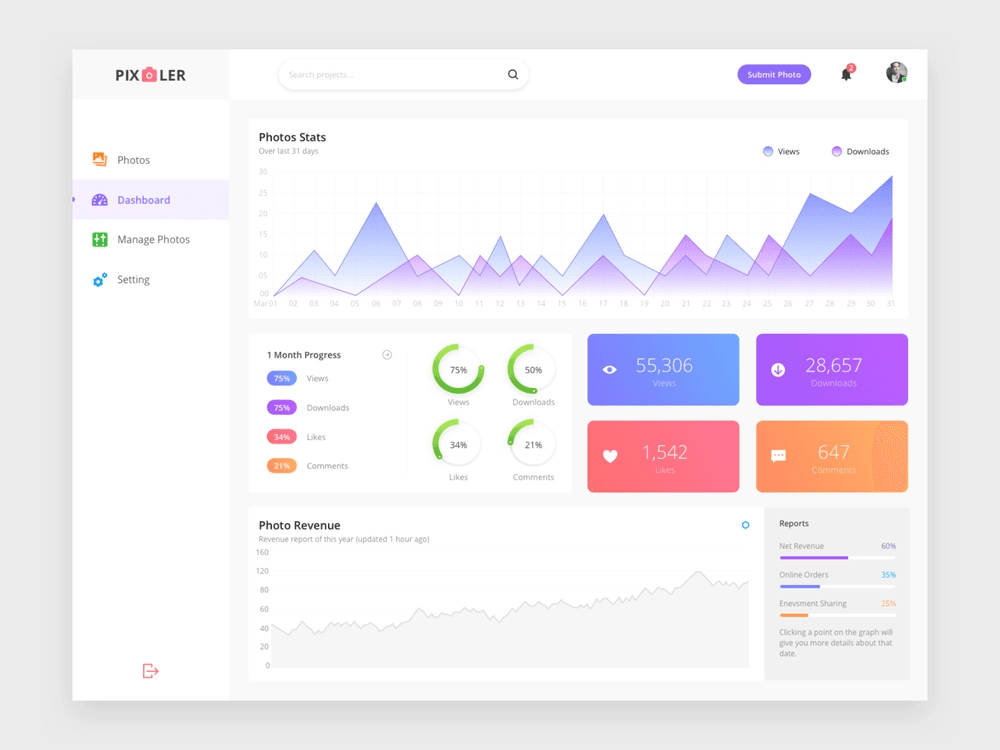 PIX LER
Search projects...
Submit Photo
2
Photos
Dashboard
Manage Photos
Setting
Photos Stats
Over last 31 days
Views
Downloads
30
25
20
15
10
05
00
Mar 01 02 03 04 05 06 07 08 09 10 11 12 13 14 15 16 17 18 19 20 21 22 23 24 25 26 27 28 29 30 31
1 Month Progress
75% Views
75% Downloads
34% Likes
21% Comments
75%
Views
50%
Downloads
34%
Likes
21%
Comments
55,306
Views
28,657
Downloads
1,542
Likes
647
Comments
Photo Revenue
Revenue report of this year (updated 1 hour ago)
160
120
80
60
40
20
0
Reports
Net Revenue 60%
Online Orders 35%
Enevsment Sharing 25%
Clicking a point on the graph will
give you more details about that
date.